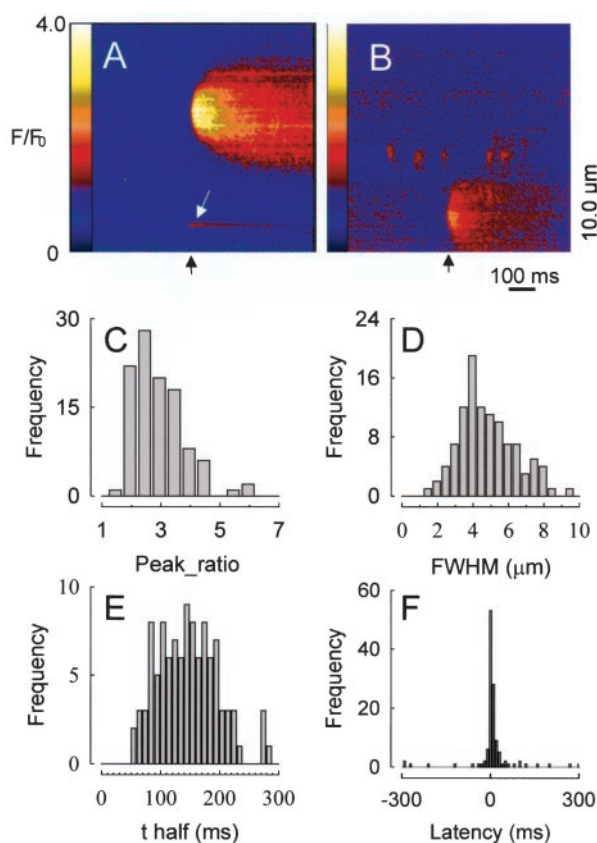 4.0
A
B
F/F0
0
10.0 um
100 ms
30
15
0
C
Frequency
1 3 5 7
Peak_ratio
24
16
8
0
D
Frequency
0 2 4 6 8 10
FWHM (μm)
10
5
0
E
Frequency
0 100 200 300
t half (ms)
60
40
20
0
F
Frequency
-300 0 300
Latency (ms)